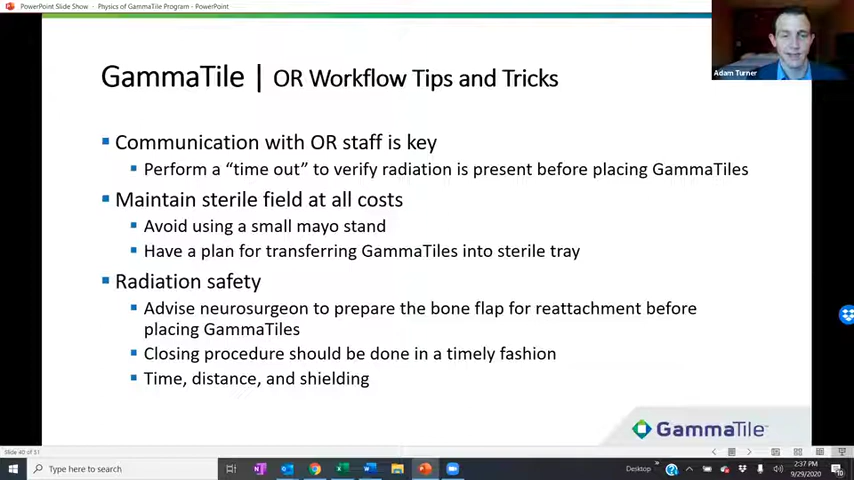 PowerPoint Slide Show - Physics of GammaTile Program - PowerPoint
Adam Turner
GammaTile | OR Workflow Tips and Tricks
Communication with OR staff is key
Perform a “time out” to verify radiation is present before placing GammaTiles
Maintain sterile field at all costs
Avoid using a small mayo stand
Have a plan for transferring GammaTiles into sterile tray
Radiation safety
Advise neurosurgeon to prepare the bone flap for reattachment before
placing GammaTiles
Closing procedure should be done in a timely fashion
Time, distance, and shielding
GammaTile
Slide 40 of 51
Type here to search
Desktop
2:37 PM
9/29/2020